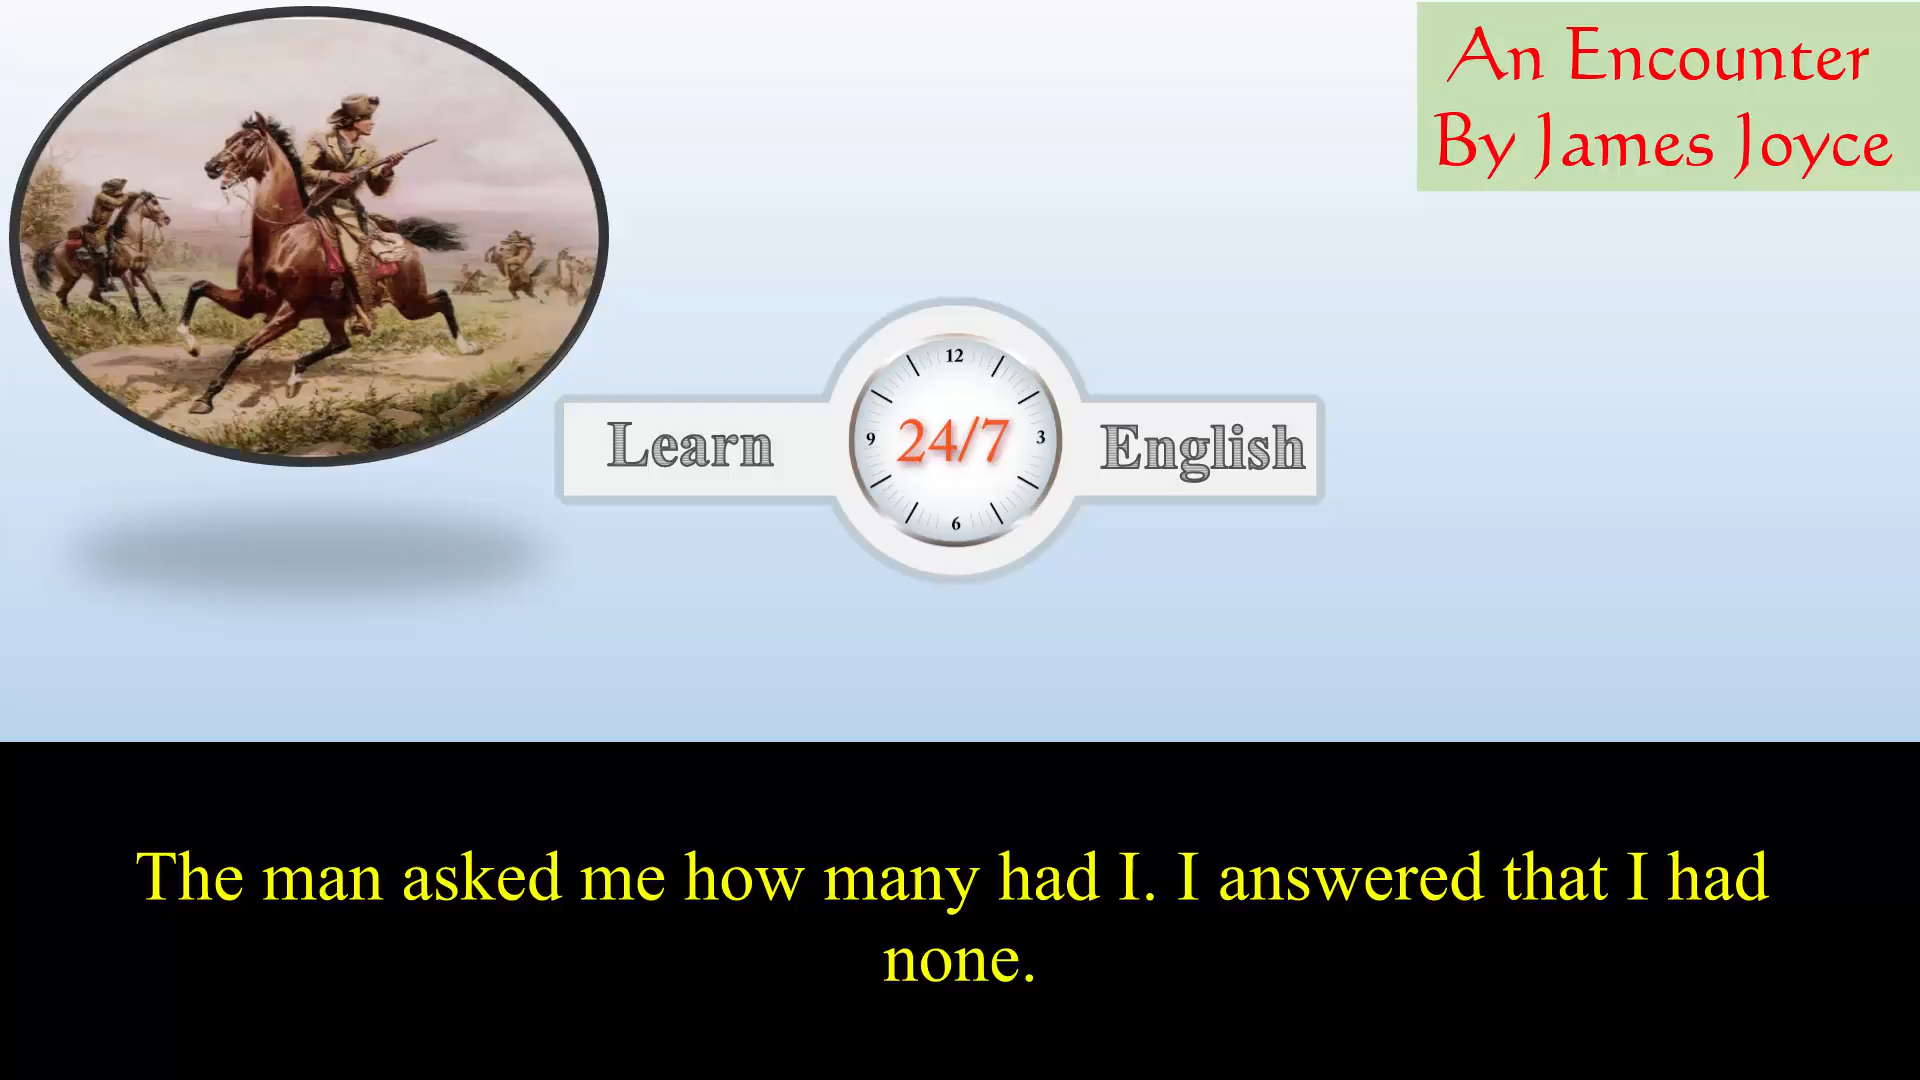 An Encounter
By James Joyce
Learn 24/7 English
12
9
3
6
The man asked me how many had I. I answered that I had
none.